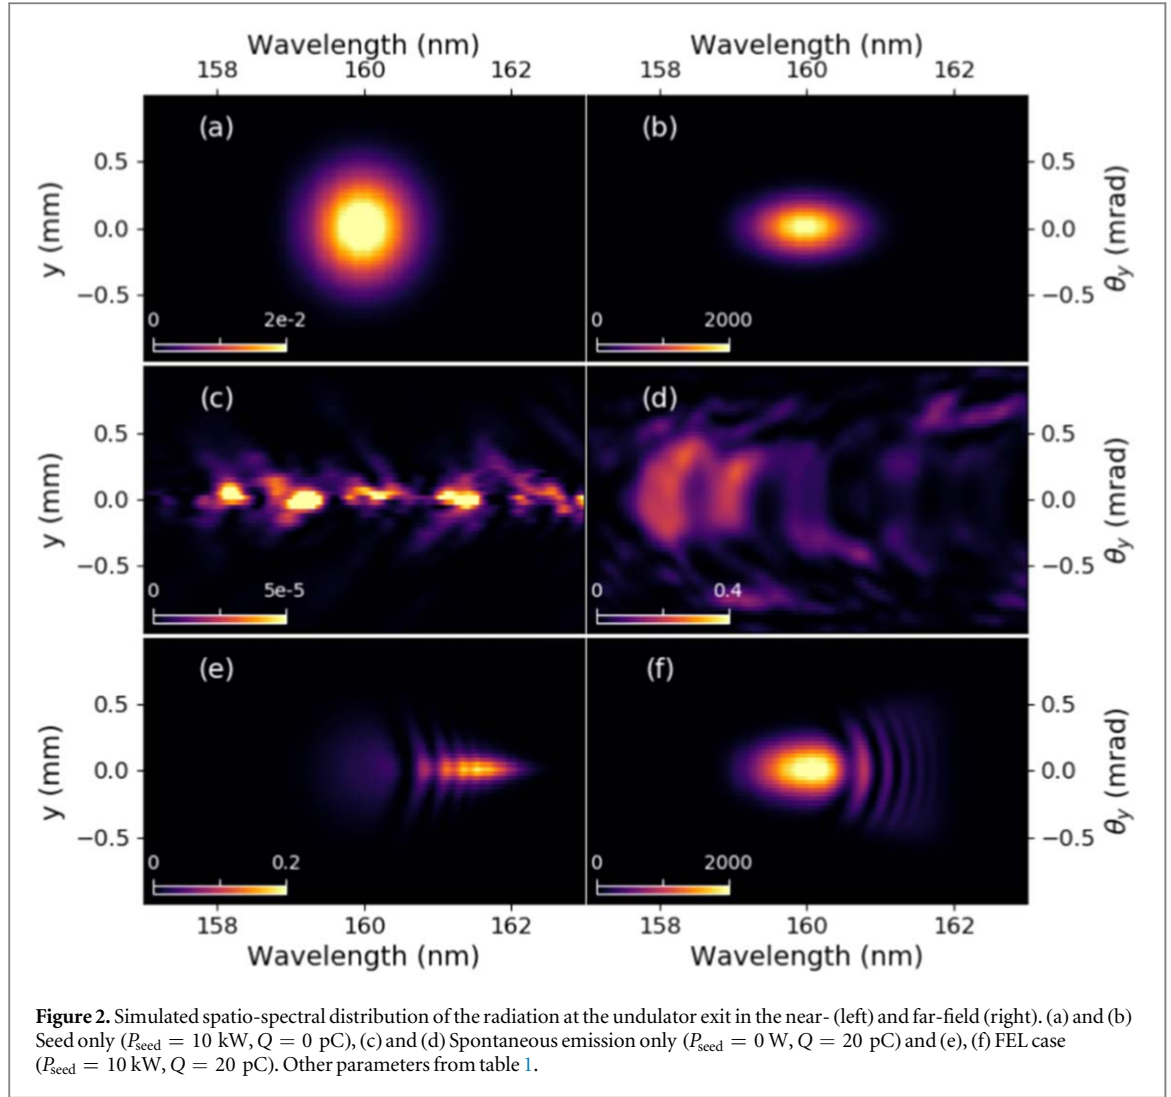 Wavelength (nm) Wavelength (nm)
158 160 162 158 160 162
(a) (b)
0.5 0.5
y (mm) 0.0 0.0 θy (mrad)
−0.5 −0.5
0 2e-2 0 2000
(c) (d)
0.5 0.5
y (mm) 0.0 0.0 θy (mrad)
−0.5 −0.5
0 5e-5 0 0.4
(e) (f)
0.5 0.5
y (mm) 0.0 0.0 θy (mrad)
−0.5 −0.5
0 0.2 0 2000
158 160 162 158 160 162
Wavelength (nm) Wavelength (nm)
Figure 2. Simulated spatio-spectral distribution of the radiation at the undulator exit in the near- (left) and far-field (right). (a) and (b)
Seed only (Pseed = 10 kW, Q = 0 pC), (c) and (d) Spontaneous emission only (Pseed = 0 W, Q = 20 pC) and (e), (f) FEL case
(Pseed = 10 kW, Q = 20 pC). Other parameters from table 1.